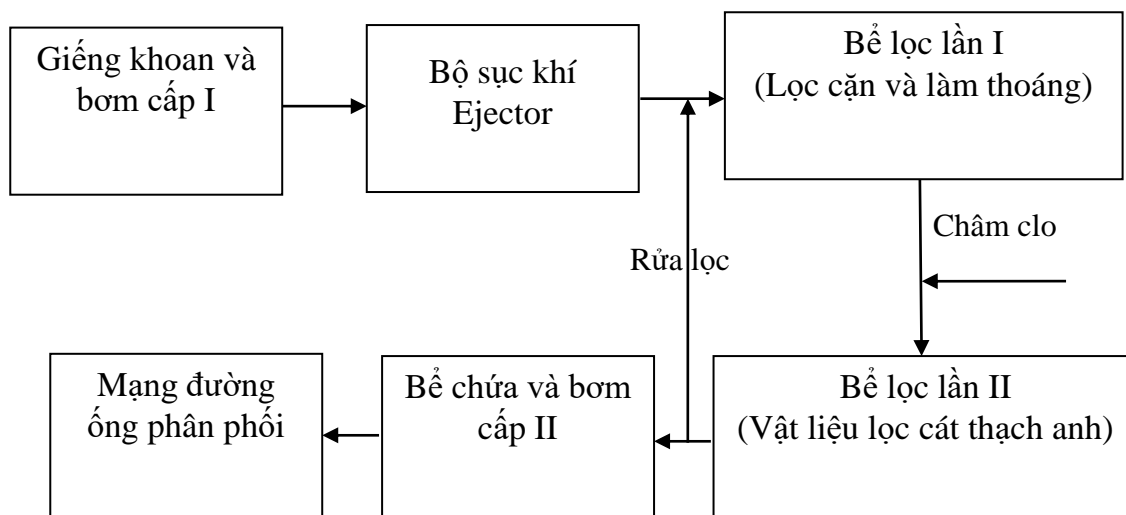 Giếng khoan và
bơm cấp I
Bộ sục khí
Ejector
Bể lọc lần I
(Lọc cặn và làm thoáng)
Châm clo
Rửa lọc
Mạng đường
ống phân phối
Bể chứa và bơm
cấp II
Bể lọc lần II
(Vật liệu lọc cát thạch anh)